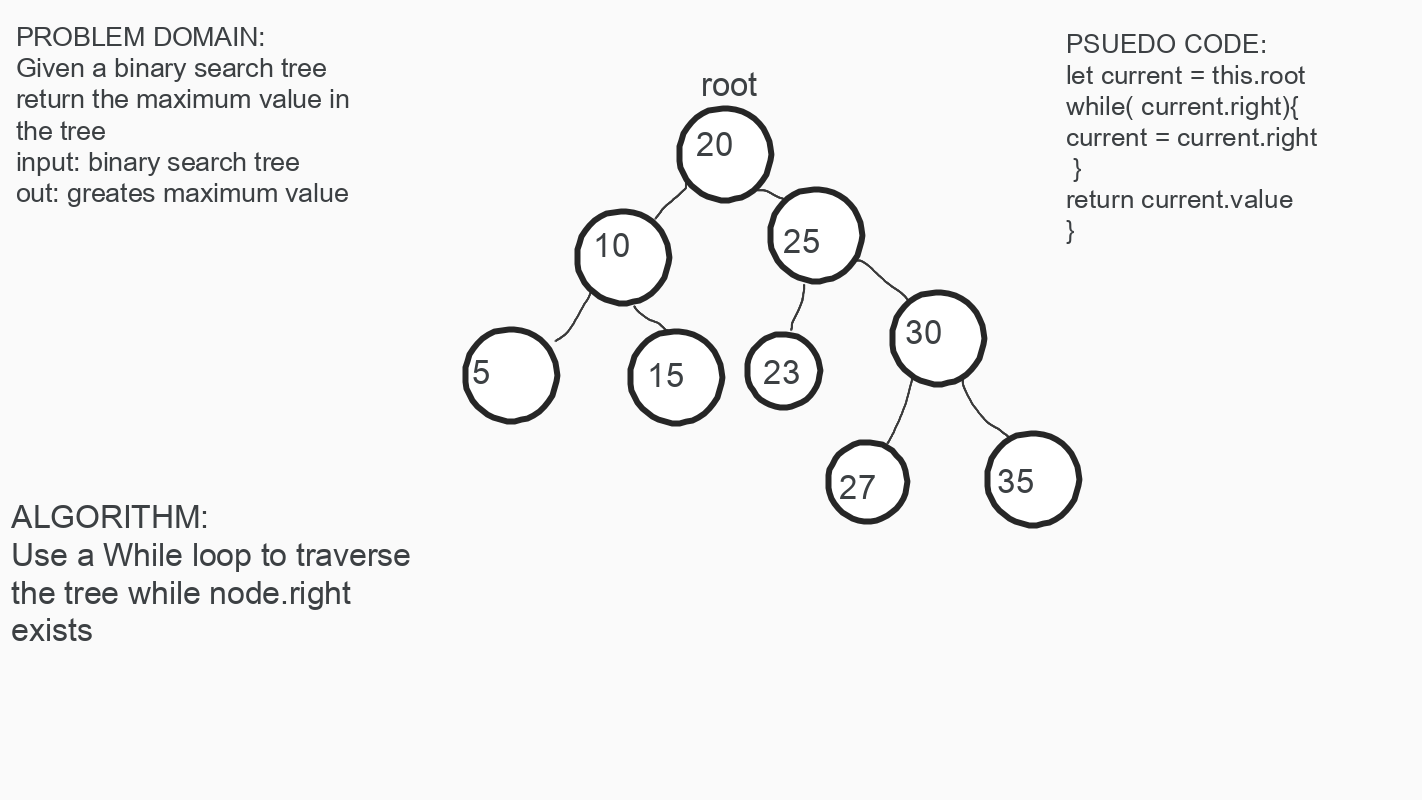 PROBLEM DOMAIN:
Given a binary search tree
return the maximum value in
the tree
input: binary search tree
out: greates maximum value
root
20
10
25
5
15
23
30
27
35
PSUEDO CODE:
let current = this.root
while( current.right){
current = current.right
}
return current.value
}
ALGORITHM:
Use a While loop to traverse
the tree while node.right
exists